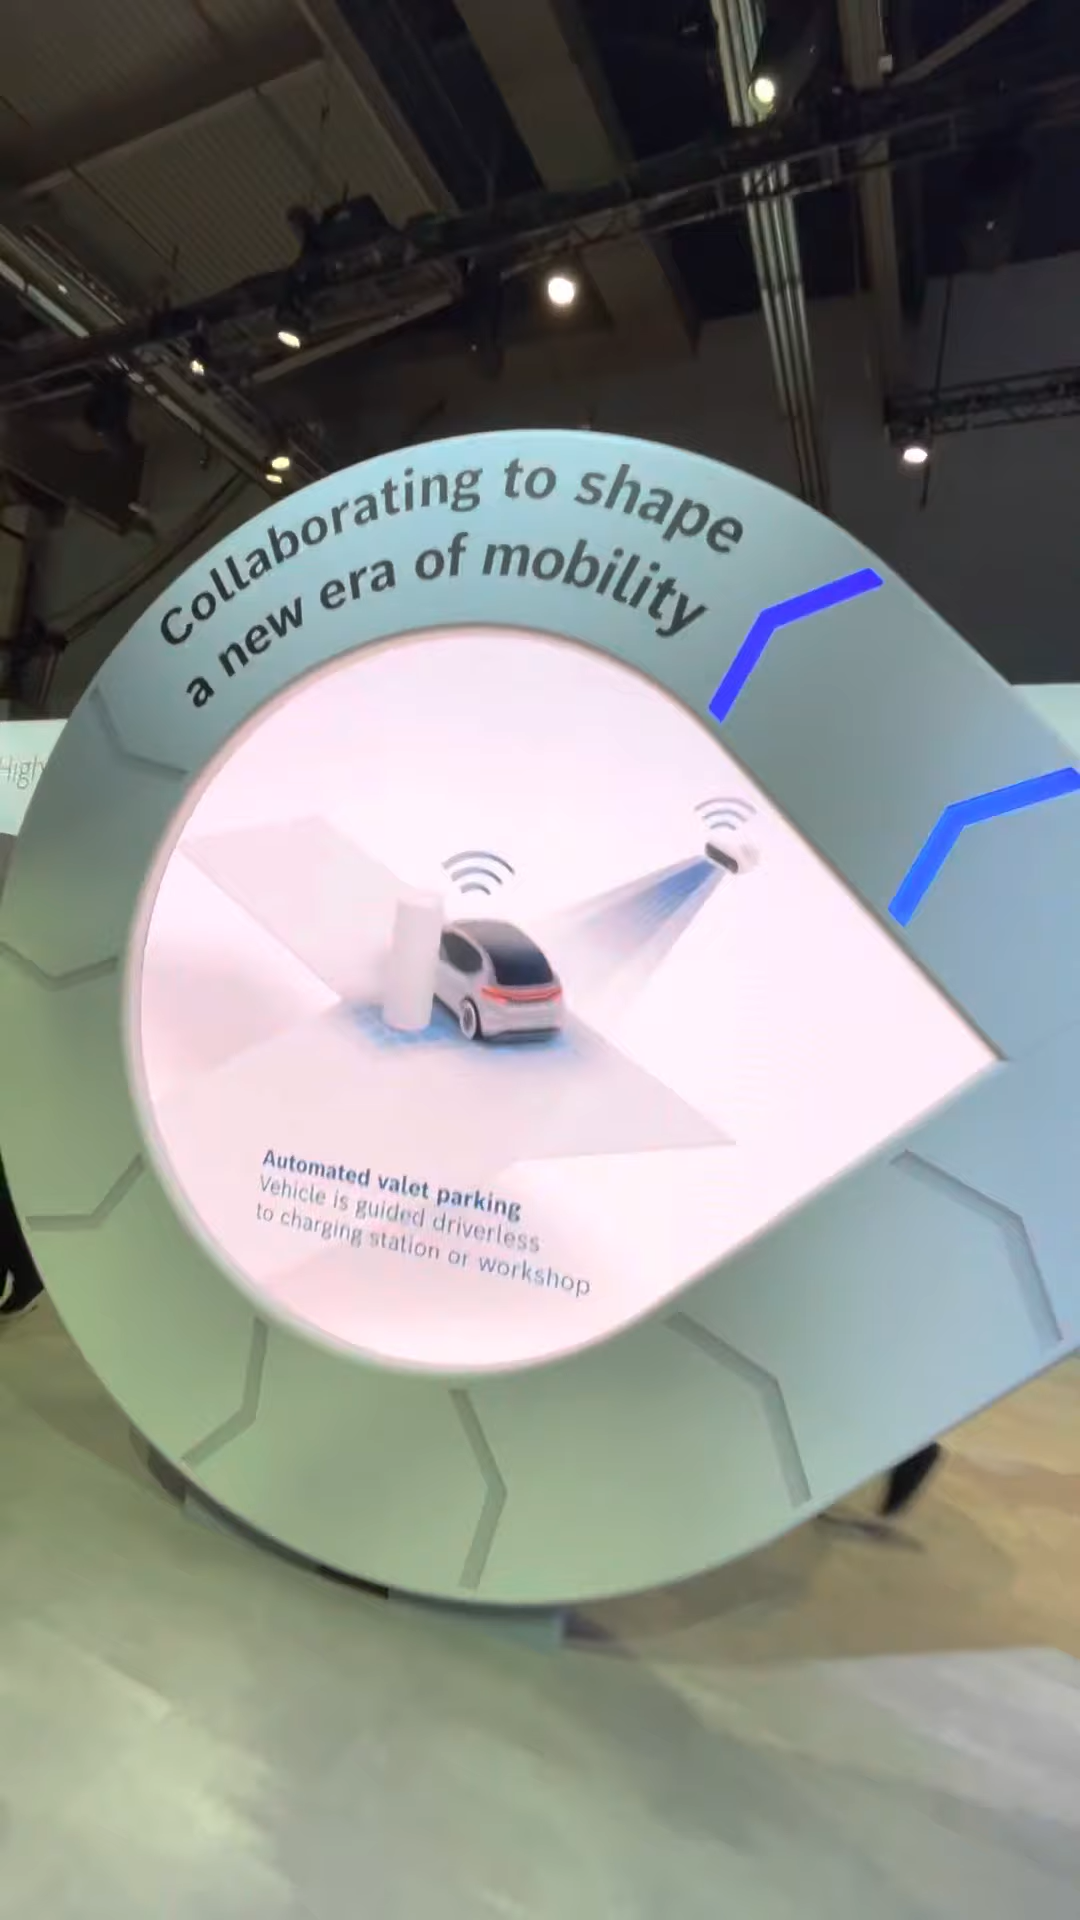 Collaborating to shape
a new era of mobility
High
Automated valet parking
Vehicle is guided driverless
to charging station or workshop